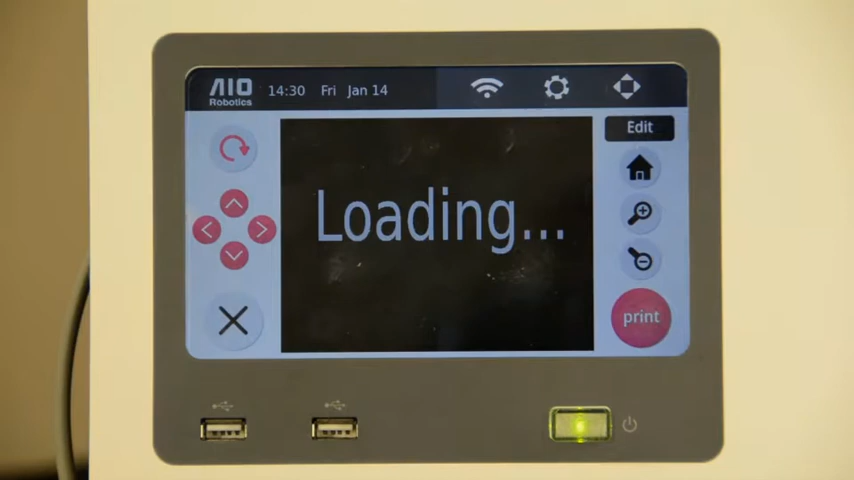 AIO
Robotics
14:30 Fri Jan 14
Edit
Loading...
print